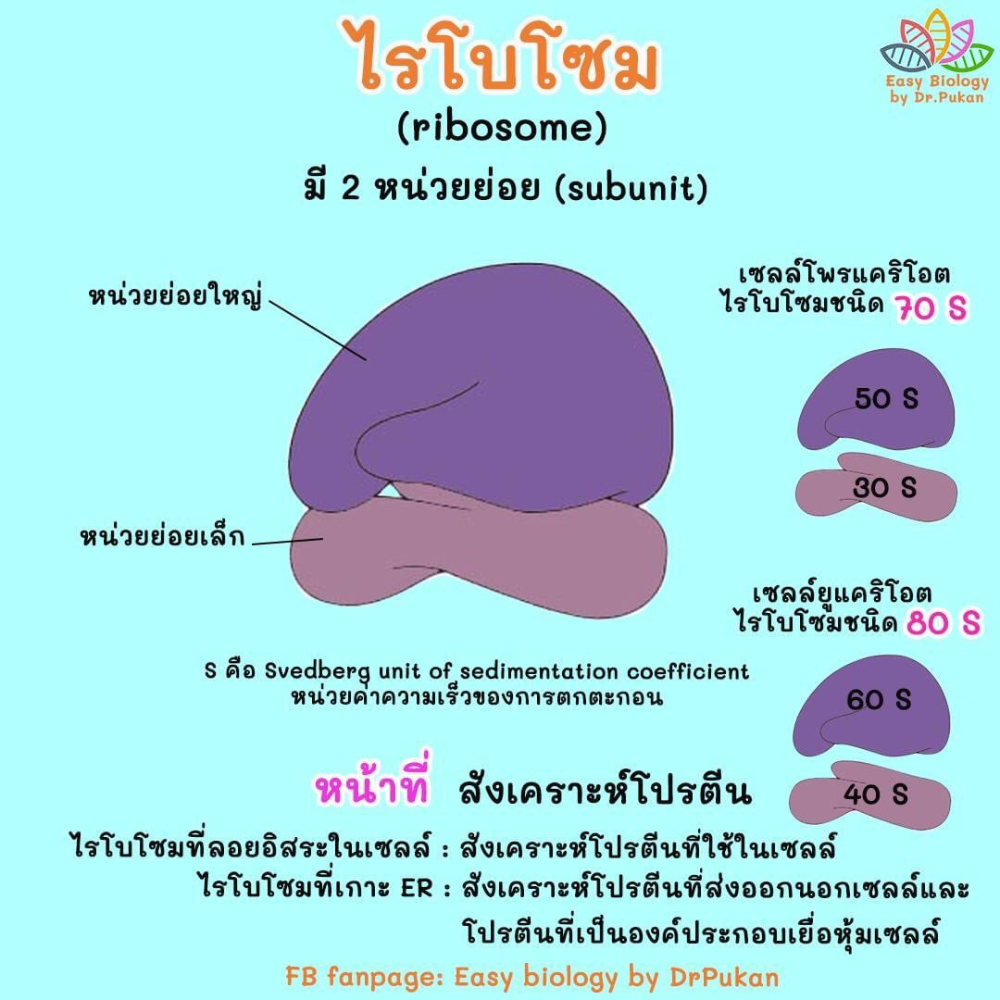 ไรโบโซม
Easy Biology
by Dr.Pukan
(ribosome)
มี 2 หน่วยย่อย (subunit)
หน่วยย่อยใหญ่
หน่วยย่อยเล็ก
เซลล์โพรแคริโอต
ไรโบโซมชนิด 70 S
50 S
30 S
เซลล์ยูแคริโอต
ไรโบโซมชนิด 80 S
60 S
40 S
S คือ Svedberg unit of sedimentation coefficient
หน่วยค่าความเร็วของการตกตะกอน
หน้าที่ สังเคราะห์โปรตีน
ไรโบโซมที่ลอยอิสระในเซลล์ : สังเคราะห์โปรตีนที่ใช้ในเซลล์
ไรโบโซมที่เกาะ ER : สังเคราะห์โปรตีนที่ส่งออกนอกเซลล์และ
โปรตีนที่เป็นองค์ประกอบเยื่อหุ้มเซลล์
FB fanpage: Easy biology by DrPukan